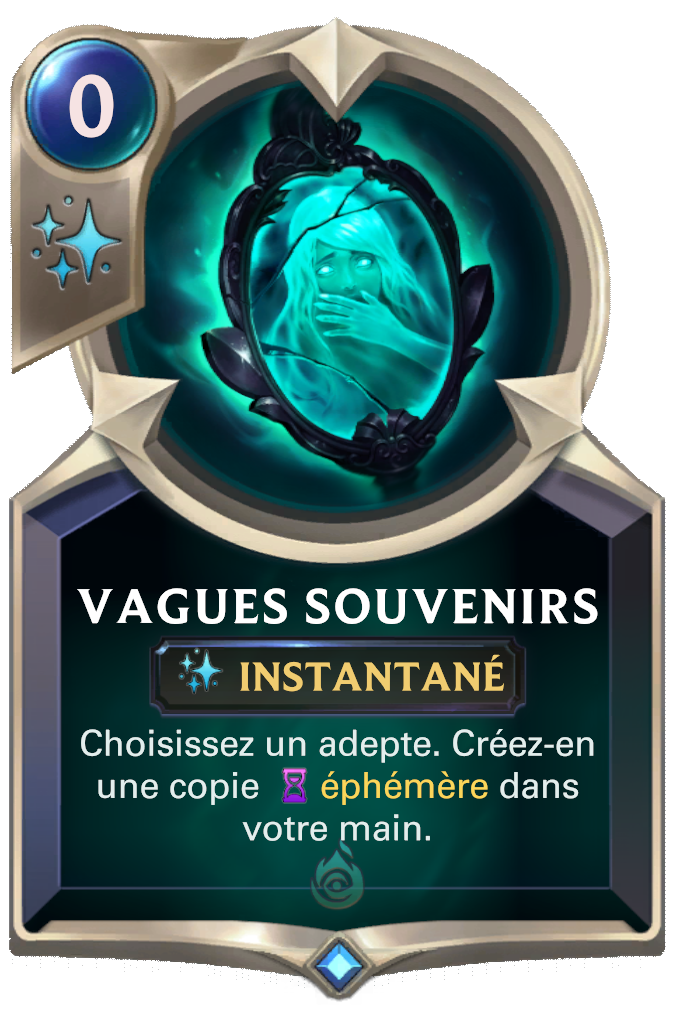 0
VAGUES SOUVENIRS
INSTANTANÉ
Choisissez un adepte. Créez-en
une copie éphémère dans
votre main.